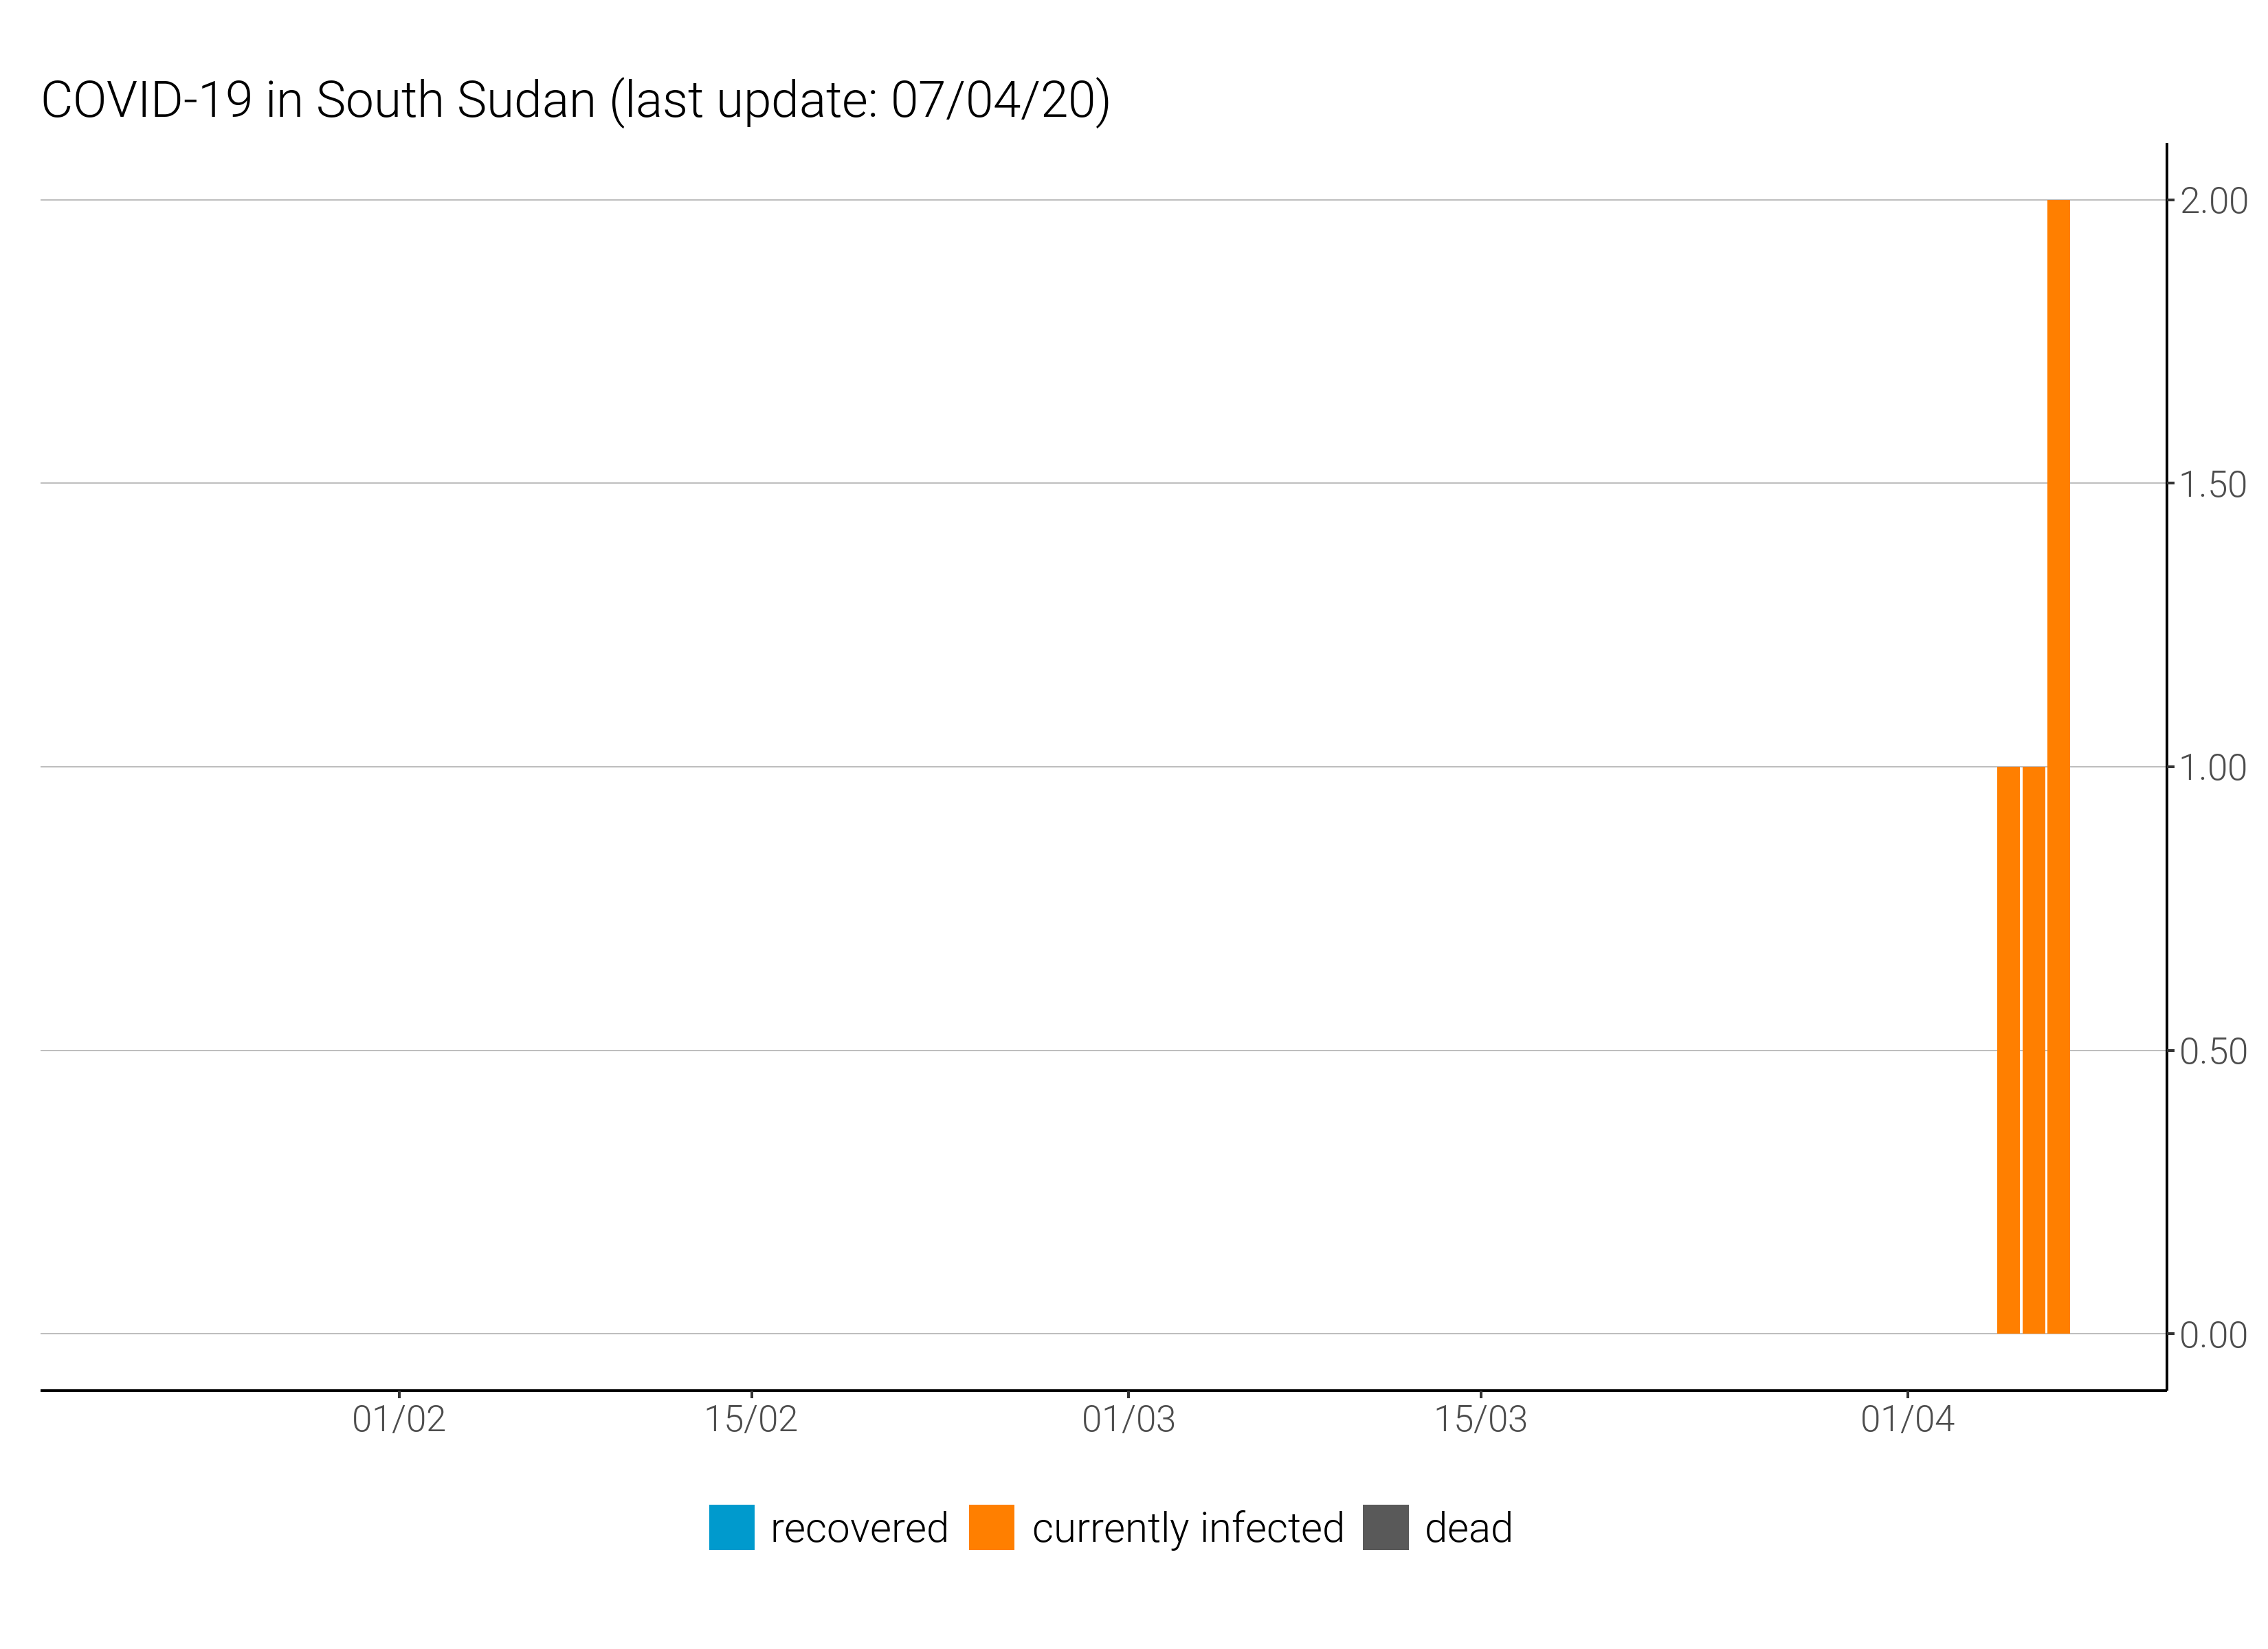 COVID-19 in South Sudan (last update: 07/04/20)
2.00
1.50
1.00
0.50
0.00
01/02 15/02 01/03 15/03 01/04
recovered currently infected dead